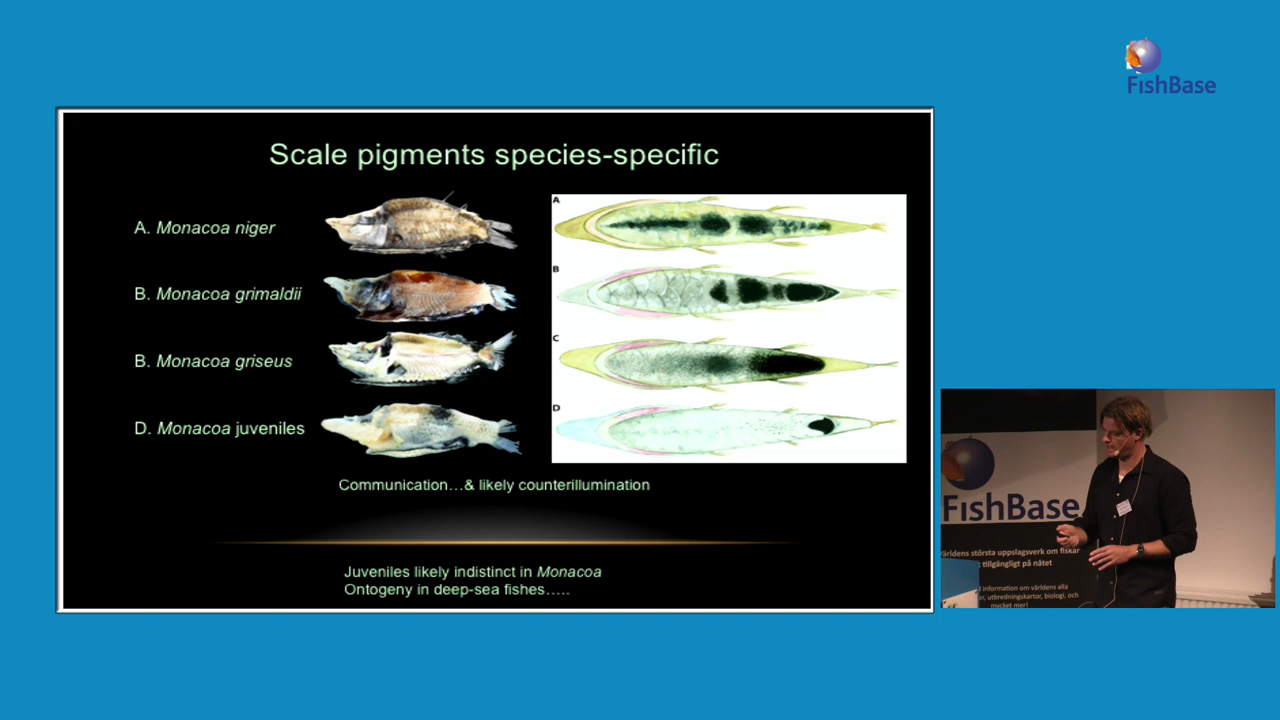 FishBase
Scale pigments species-specific
A. Monacoa niger
B. Monacoa grimaldii
B. Monacoa griseus
D. Monacoa juveniles
A
B
C
D
Communication…& likely counterillumination
Juveniles likely indistinct in Monacoa
Ontogeny in deep-sea fishes…..
FishBase
världens största uppslagsverk om fiskar
tillgängligt på nätet
information om världens alla
utbredningskartor, biologi, och
mycket mer!